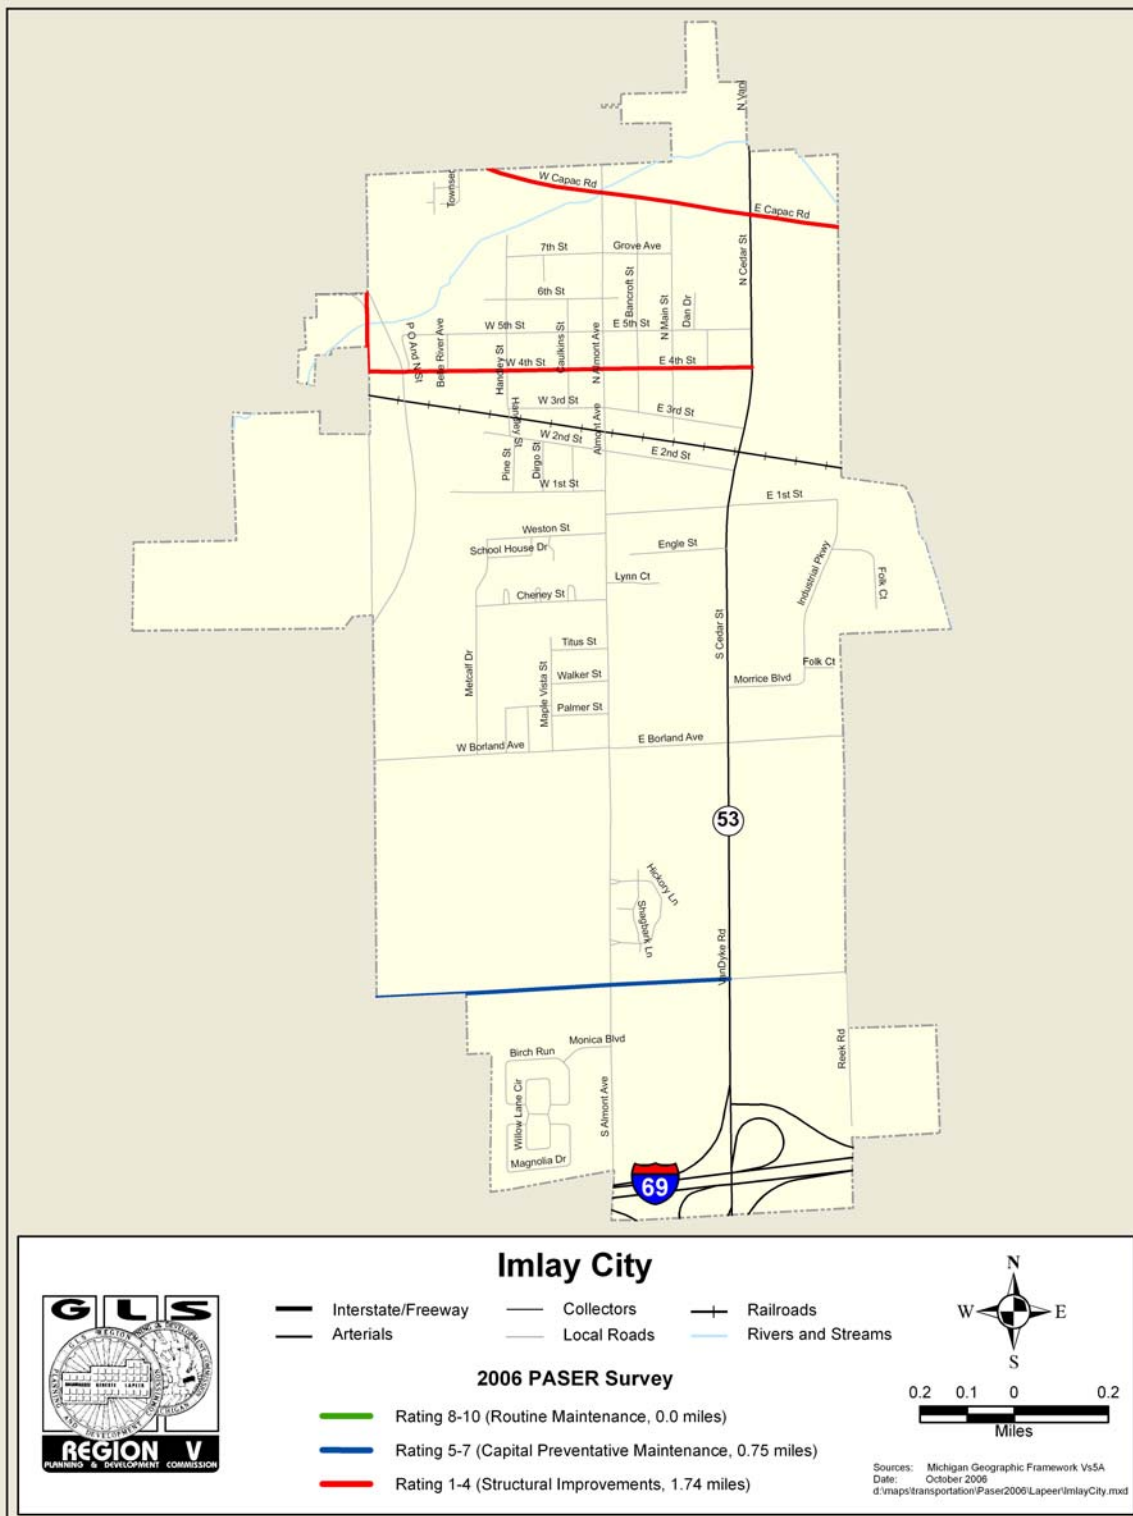 N Van
Townser
W Capac Rd
E Capac Rd
7th St
Grove Ave
N Cedar St
6th St
Bancroft St
N Main St
Dan Dr
P O And N St
Belle River Ave
W 5th St
Handley St
Caulkins St
N Almont Ave
E 5th St
W 4th St
E 4th St
W 3rd St
E 3rd St
Handley St
Almont Ave
W 2nd St
E 2nd St
Pine St
Dirgo St
W 1st St
E 1st St
Weston St
School House Dr
Engle St
Industrial Pkwy
Folk Ct
Lynn Ct
Cheney St
S Cedar St
Titus St
Metcalf Dr
Maple Vista St
Walker St
Folk Ct
Morrice Blvd
Palmer St
W Borland Ave
E Borland Ave
53
Hickory Ln
Shagbark Ln
VanDyke Rd
Monica Blvd
Birch Run
Reek Rd
Willow Lane Cir
S Almont Ave
Magnolia Dr
69
Imlay City
Interstate/Freeway
Collectors
Railroads
Arterials
Local Roads
Rivers and Streams
2006 PASER Survey
Rating 8-10 (Routine Maintenance, 0.0 miles)
Rating 5-7 (Capital Preventative Maintenance, 0.75 miles)
Rating 1-4 (Structural Improvements, 1.74 miles)
GLS
REGION V
PLANNING & DEVELOPMENT COMMISSION
N
W
E
S
0.2 0.1 0 0.2
Miles
Sources: Michigan Geographic Framework Vs5A
Date: October 2006
d:\maps\transportation\Paser2006\Lapeer\ImlayCity.mxd